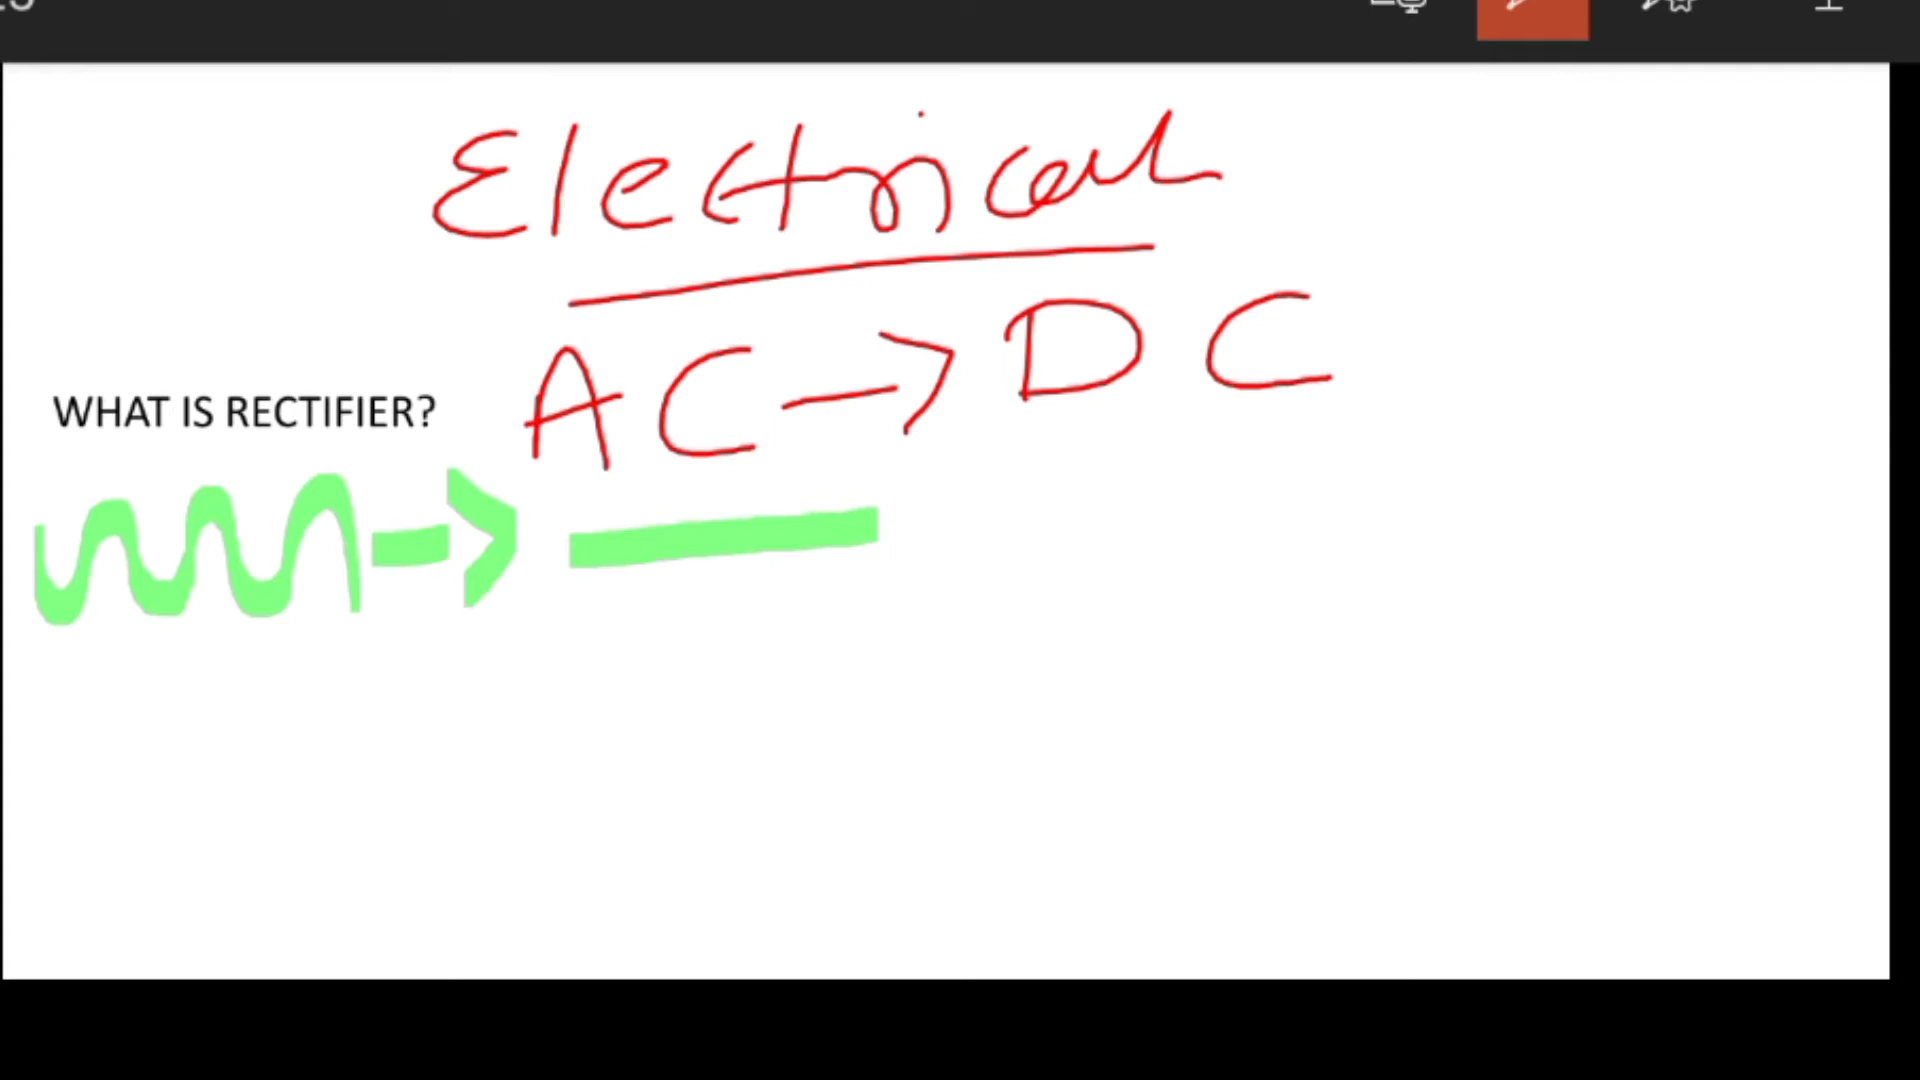 Electrical
AC → DC
WHAT IS RECTIFIER?